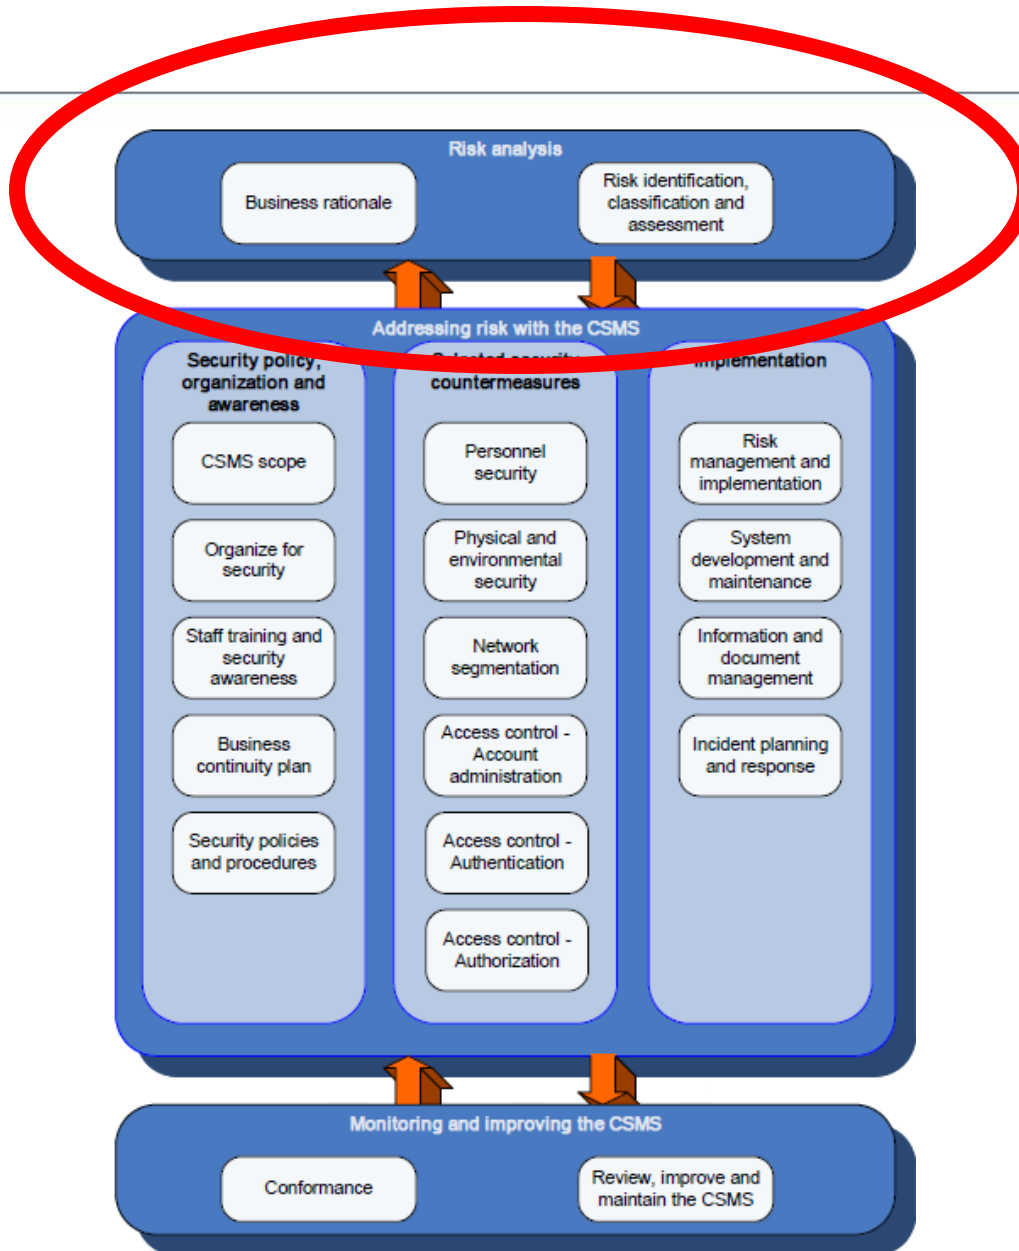 Risk analysis
Business rationale
Risk identification,
classification and
assessment
Addressing risk with the CSMS
Security policy,
organization and
awareness
CSMS scope
Organize for
security
Staff training and
security
awareness
Business
continuity plan
Security policies
and procedures
Selected security
countermeasures
Personnel
security
Physical and
environmental
security
Network
segmentation
Access control -
Account
administration
Access control -
Authentication
Access control -
Authorization
Implementation
Risk
management and
implementation
System
development and
maintenance
Information and
document
management
Incident planning
and response
Monitoring and improving the CSMS
Conformance
Review, improve and
maintain the CSMS